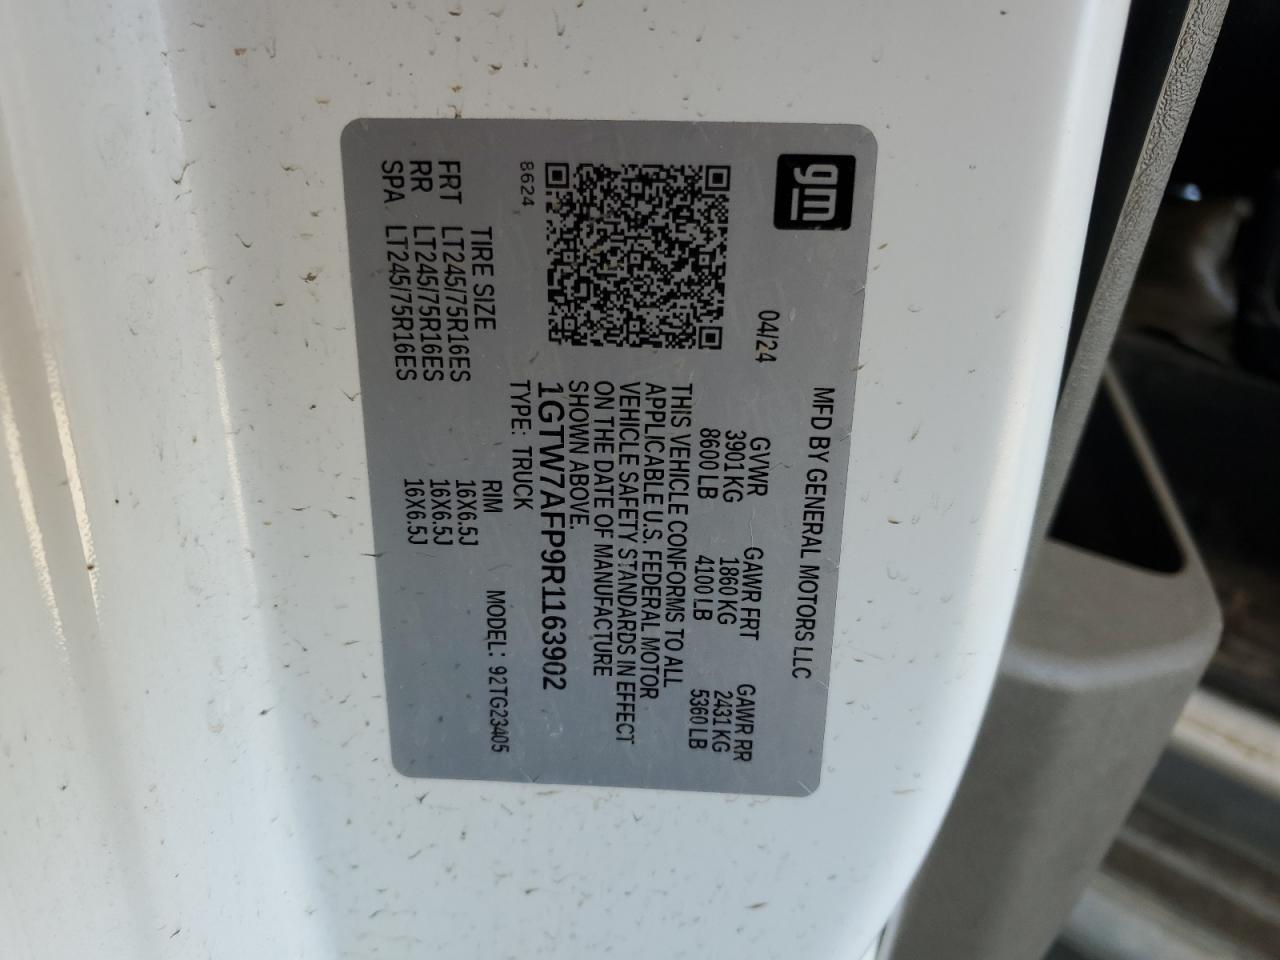 gm
MFD BY GENERAL MOTORS LLC
04/24
GVWR GAWR FRT GAWR RR
3901 KG 1860 KG 2431 KG
8600 LB 4100 LB 5360 LB
THIS VEHICLE CONFORMS TO ALL
APPLICABLE U.S. FEDERAL MOTOR
VEHICLE SAFETY STANDARDS IN EFFECT
ON THE DATE OF MANUFACTURE
SHOWN ABOVE.
1GTW7AFP9R1163902
8624 TYPE: TRUCK
TIRE SIZE RIM MODEL: 92TG23405
FRT LT245/75R16ES 16X6.5J
RR LT245/75R16ES 16X6.5J
SPA LT245/75R16ES 16X6.5J